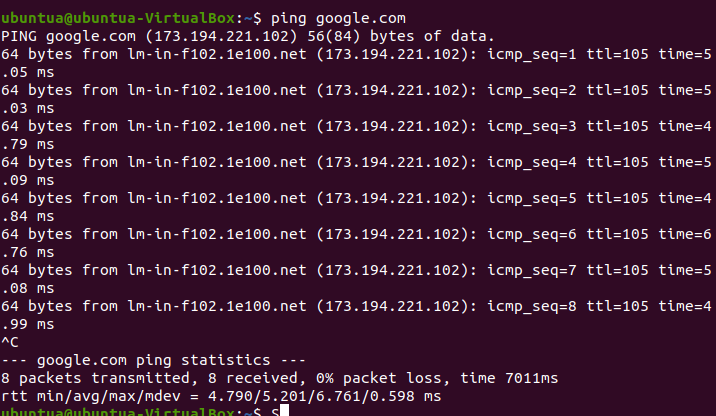 ubuntua@ubuntua-VirtualBox:~$ ping google.com
PING google.com (173.194.221.102) 56(84) bytes of data.
64 bytes from lm-in-f102.1e100.net (173.194.221.102): icmp_seq=1 ttl=105 time=5
.05 ms
64 bytes from lm-in-f102.1e100.net (173.194.221.102): icmp_seq=2 ttl=105 time=5
.03 ms
64 bytes from lm-in-f102.1e100.net (173.194.221.102): icmp_seq=3 ttl=105 time=4
.79 ms
64 bytes from lm-in-f102.1e100.net (173.194.221.102): icmp_seq=4 ttl=105 time=5
.09 ms
64 bytes from lm-in-f102.1e100.net (173.194.221.102): icmp_seq=5 ttl=105 time=4
.84 ms
64 bytes from lm-in-f102.1e100.net (173.194.221.102): icmp_seq=6 ttl=105 time=6
.76 ms
64 bytes from lm-in-f102.1e100.net (173.194.221.102): icmp_seq=7 ttl=105 time=5
.08 ms
64 bytes from lm-in-f102.1e100.net (173.194.221.102): icmp_seq=8 ttl=105 time=4
.99 ms
^C
--- google.com ping statistics ---
8 packets transmitted, 8 received, 0% packet loss, time 7011ms
rtt min/avg/max/mdev = 4.790/5.201/6.761/0.598 ms
ubuntua@ubuntua-VirtualBox:~$ S